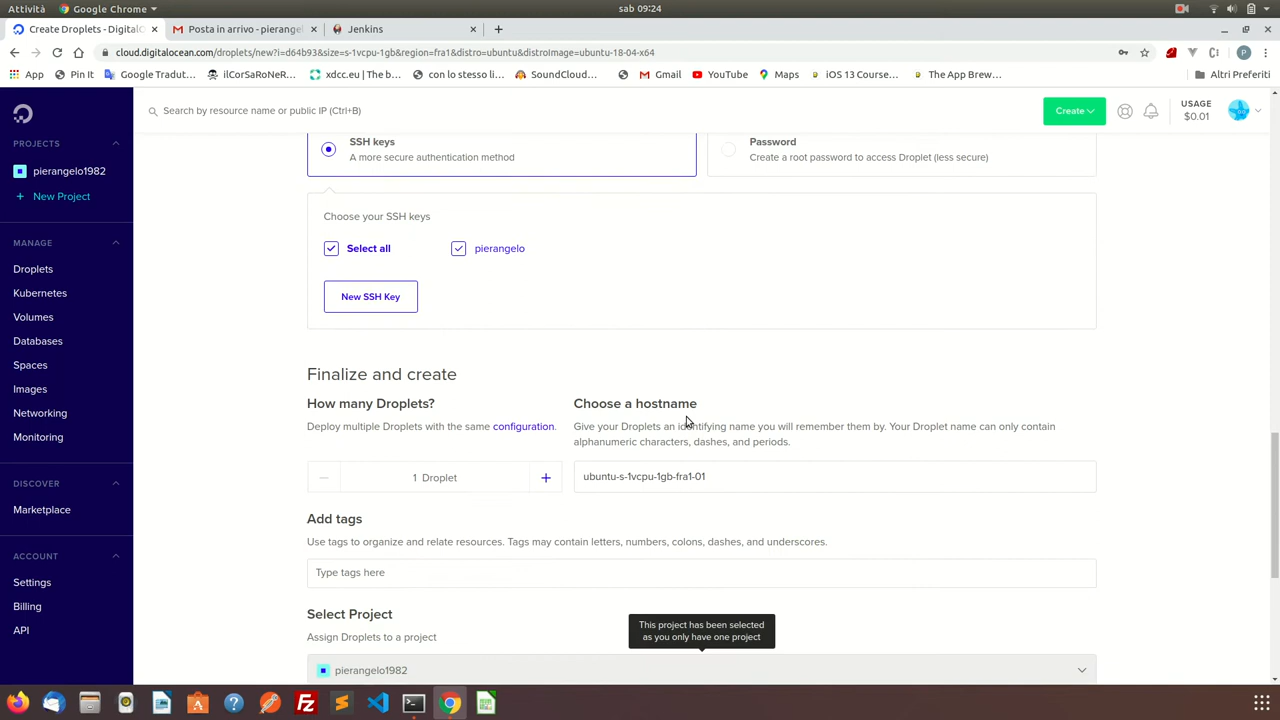 Attività
Google Chrome
sab 09:24
Create Droplets - DigitalO
Posta in arrivo - pierange
Jenkins
cloud.digitalocean.com/droplets/new?i=d64b93&size=s-1vcpu-1gb&region=fra1&distro=ubuntu&distroImage=ubuntu-18-04-x64
P
App
Pin It
Google Tradut…
ilCorSaRoNeR…
xdcc.eu | The b…
con lo stesso li…
SoundCloud…
Gmail
YouTube
Maps
iOS 13 Course…
The App Brew…
Altri Preferiti
Search by resource name or public IP (Ctrl+B)
Create
USAGE
$0.01
PROJECTS
pierangelo1982
+ New Project
MANAGE
Droplets
Kubernetes
Volumes
Databases
Spaces
Images
Networking
Monitoring
DISCOVER
Marketplace
ACCOUNT
Settings
Billing
API
SSH keys
A more secure authentication method
Password
Create a root password to access Droplet (less secure)
Choose your SSH keys
Select all
pierangelo
New SSH Key
Finalize and create
How many Droplets?
Deploy multiple Droplets with the same configuration.
1 Droplet
Choose a hostname
Give your Droplets an identifying name you will remember them by. Your Droplet name can only contain
alphanumeric characters, dashes, and periods.
ubuntu-s-1vcpu-1gb-fra1-01
Add tags
Use tags to organize and relate resources. Tags may contain letters, numbers, colons, dashes, and underscores.
Type tags here
Select Project
Assign Droplets to a project
This project has been selected
as you only have one project
pierangelo1982